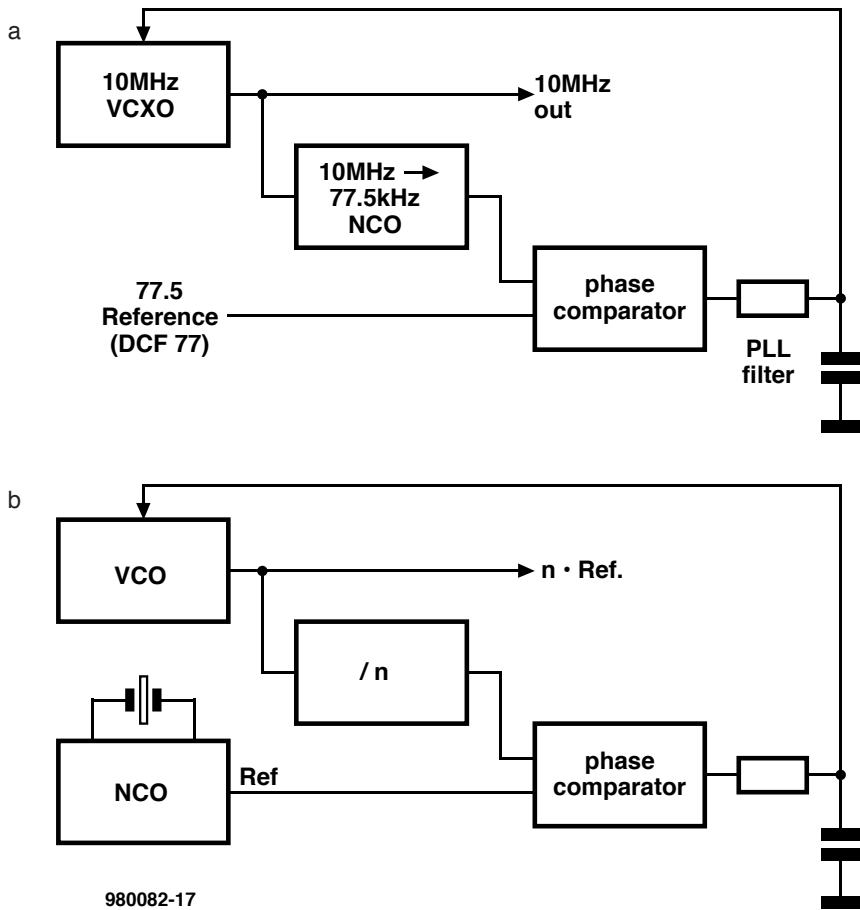 a
10MHz
VCXO
10MHz
out
10MHz →
77.5kHz
NCO
77.5
Reference
(DCF 77)
phase
comparator
PLL
filter
b
VCO
n · Ref.
/ n
NCO
Ref
phase
comparator
980082-17